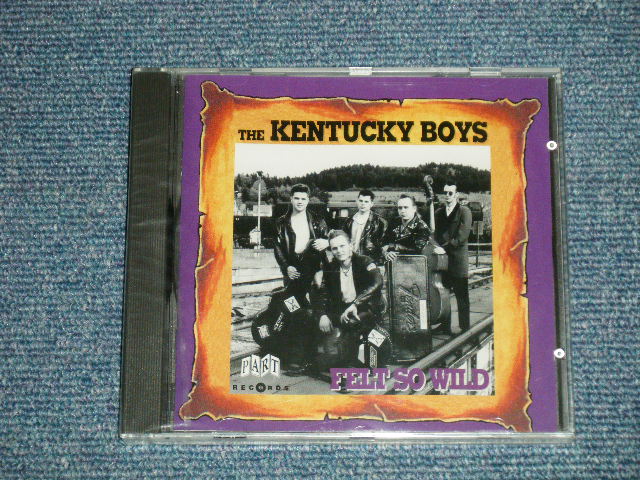 THE KENTUCKY BOYS
PART
RECORDS
FELT SO WILD